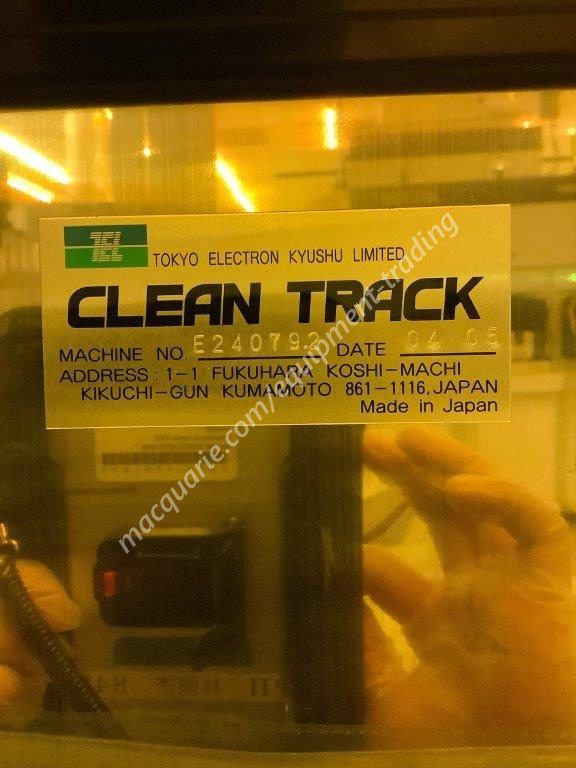 TEL TOKYO ELECTRON KYUSHU LIMITED
CLEAN TRACK
MACHINE NO. E240792 DATE 04 05
ADDRESS : 1-1 FUKUHARA KOSHI-MACHI
KIKUCHI-GUN KUMAMOTO 861-1116, JAPAN
Made in Japan
macquarie.com/equipment-trading